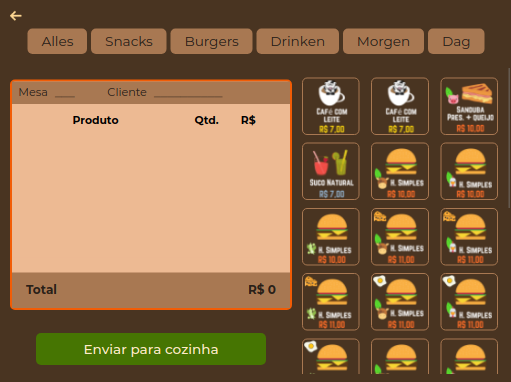 Alles Snacks Burgers Drinken Morgen Dag
Mesa ___ Cliente __________
Produto Qtd. R$
Total R$ 0
Enviar para cozinha
CAFé COM
LEITE
R$ 7,00
CAFé COM
LEITE
R$ 7,00
SANDUBA
PRES. + QUEIJO
R$ 10,00
SUCO NATURAL
R$ 7,00
H. SIMPLES
R$ 10,00
H. SIMPLES
R$ 10,00
H. SIMPLES
R$ 10,00
H. SIMPLES
R$ 11,00
H. SIMPLES
R$ 11,00
H. SIMPLES
R$ 11,00
H. SIMPLES
R$ 11,00
H. SIMPLES
R$ 11,00